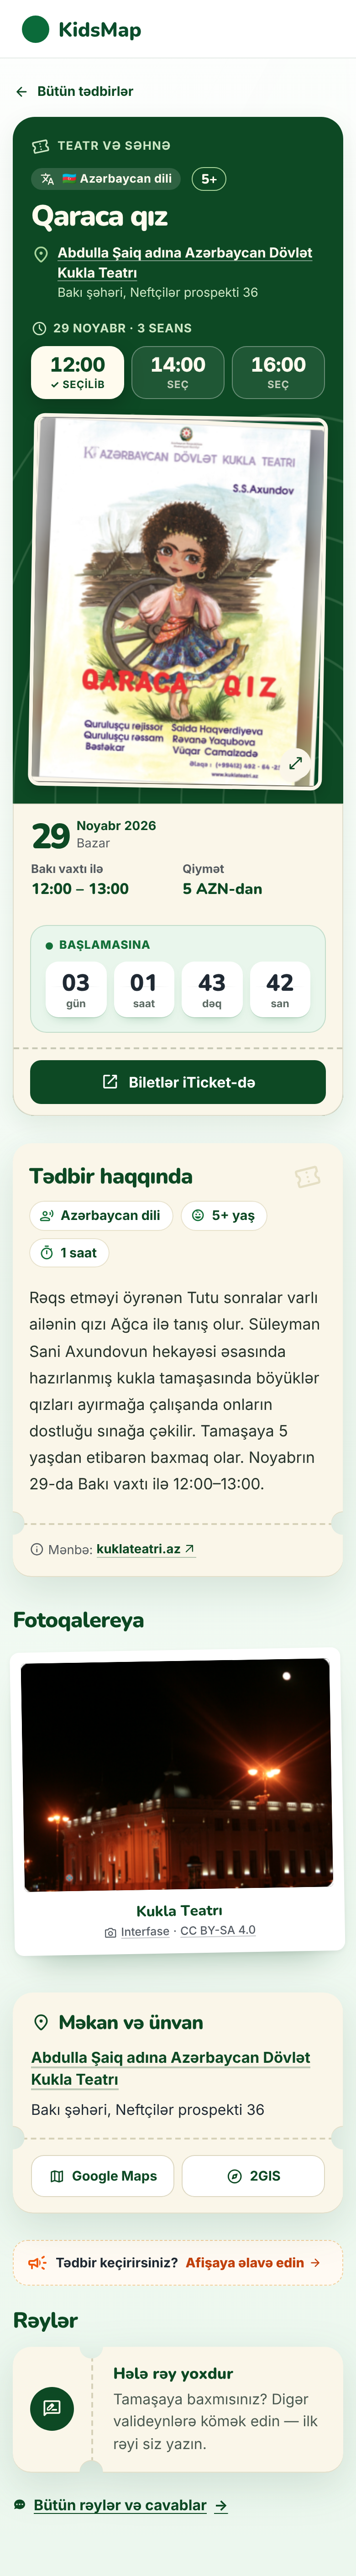 KidsMap
← Bütün tədbirlər
TEATR VƏ SƏHNƏ
Azərbaycan dili 5+
Qaraca qız
Abdulla Şaiq adına Azərbaycan Dövlət
Kukla Teatrı
Bakı şəhəri, Neftçilər prospekti 36
29 NOYABR · 3 SEANS
12:00 14:00 16:00
✓ SEÇİLİB SEÇ SEÇ
AZƏRBAYCAN DÖVLƏT KUKLA TEATRI
S.S.Axundov
QARACA QIZ
Quruluşçu rejissor Saida Haqverdiyeva
Quruluşçu rəssam Rəvanə Yaqubova
Bəstəkar Vüqar Camalzadə
www.kuklateatri.az
29 Noyabr 2026
Bazar
Bakı vaxtı ilə Qiymət
12:00 – 13:00 5 AZN-dən
BAŞLAMASINA
03 01 43 42
gün saat dəq san
Biletlər iTicket-də
Tədbir haqqında
Azərbaycan dili 5+ yaş
1 saat
Rəqs etməyi öyrənən Tutu sonralar varlı
ailənin qızı Ağca ilə tanış olur. Süleyman
Sani Axundovun hekayəsi əsasında
hazırlanmış kukla tamaşasında böyüklər
qızları ayırmağa çalışanda onların
dostluğu sınağa çəkilir. Tamaşaya 5
yaşdan etibarən baxmaq olar. Noyabrın
29-da Bakı vaxtı ilə 12:00–13:00.
Mənbə: kuklateatri.az ↗
Fotoqalereya
Kukla Teatrı
Interfase · CC BY-SA 4.0
Məkan və ünvan
Abdulla Şaiq adına Azərbaycan Dövlət
Kukla Teatrı
Bakı şəhəri, Neftçilər prospekti 36
Google Maps 2GIS
Tədbir keçirirsiniz? Afişaya əlavə edin →
Rəylər
Hələ rəy yoxdur
Tamaşaya baxmısınız? Digər
valideynlərə kömək edin — ilk
rəyi siz yazın.
Bütün rəylər və cavablar →